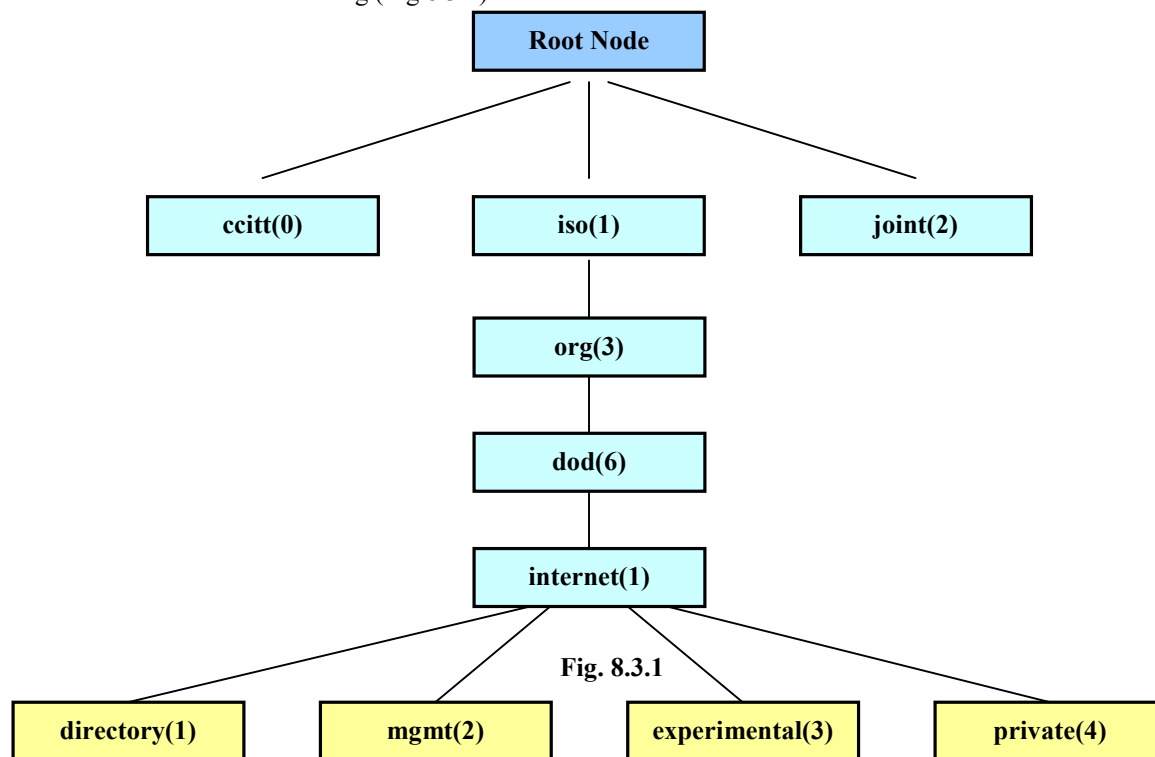 Root Node
ccitt(0) iso(1) joint(2)
org(3)
dod(6)
internet(1)
Fig. 8.3.1
directory(1) mgmt(2) experimental(3) private(4)